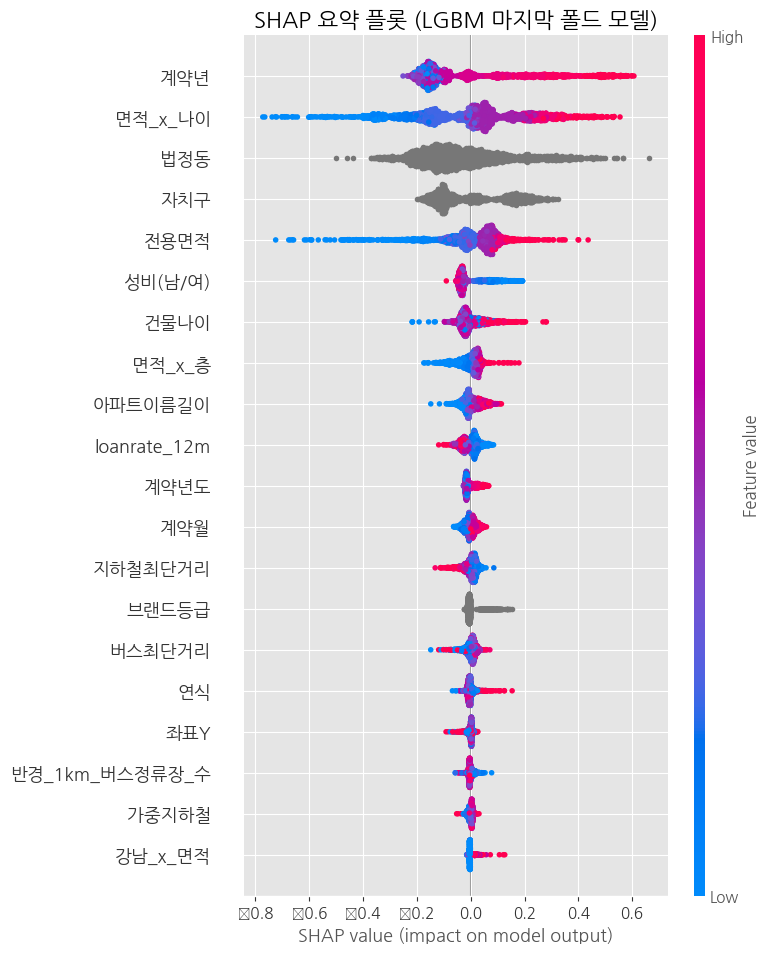 SHAP 요약 플롯 (LGBM 마지막 폴드 모델)
High
계약년
면적_x_나이
법정동
자치구
전용면적
성비(남/여)
건물나이
면적_x_층
아파트이름길이
loanrate_12m
계약년도
계약월
지하철최단거리
브랜드등급
버스최단거리
연식
좌표Y
반경_1km_버스정류장_수
가중지하철
강남_x_면적
Feature value
Low
0.8 0.6 0.4 0.2 0.0 0.2 0.4 0.6
SHAP value (impact on model output)